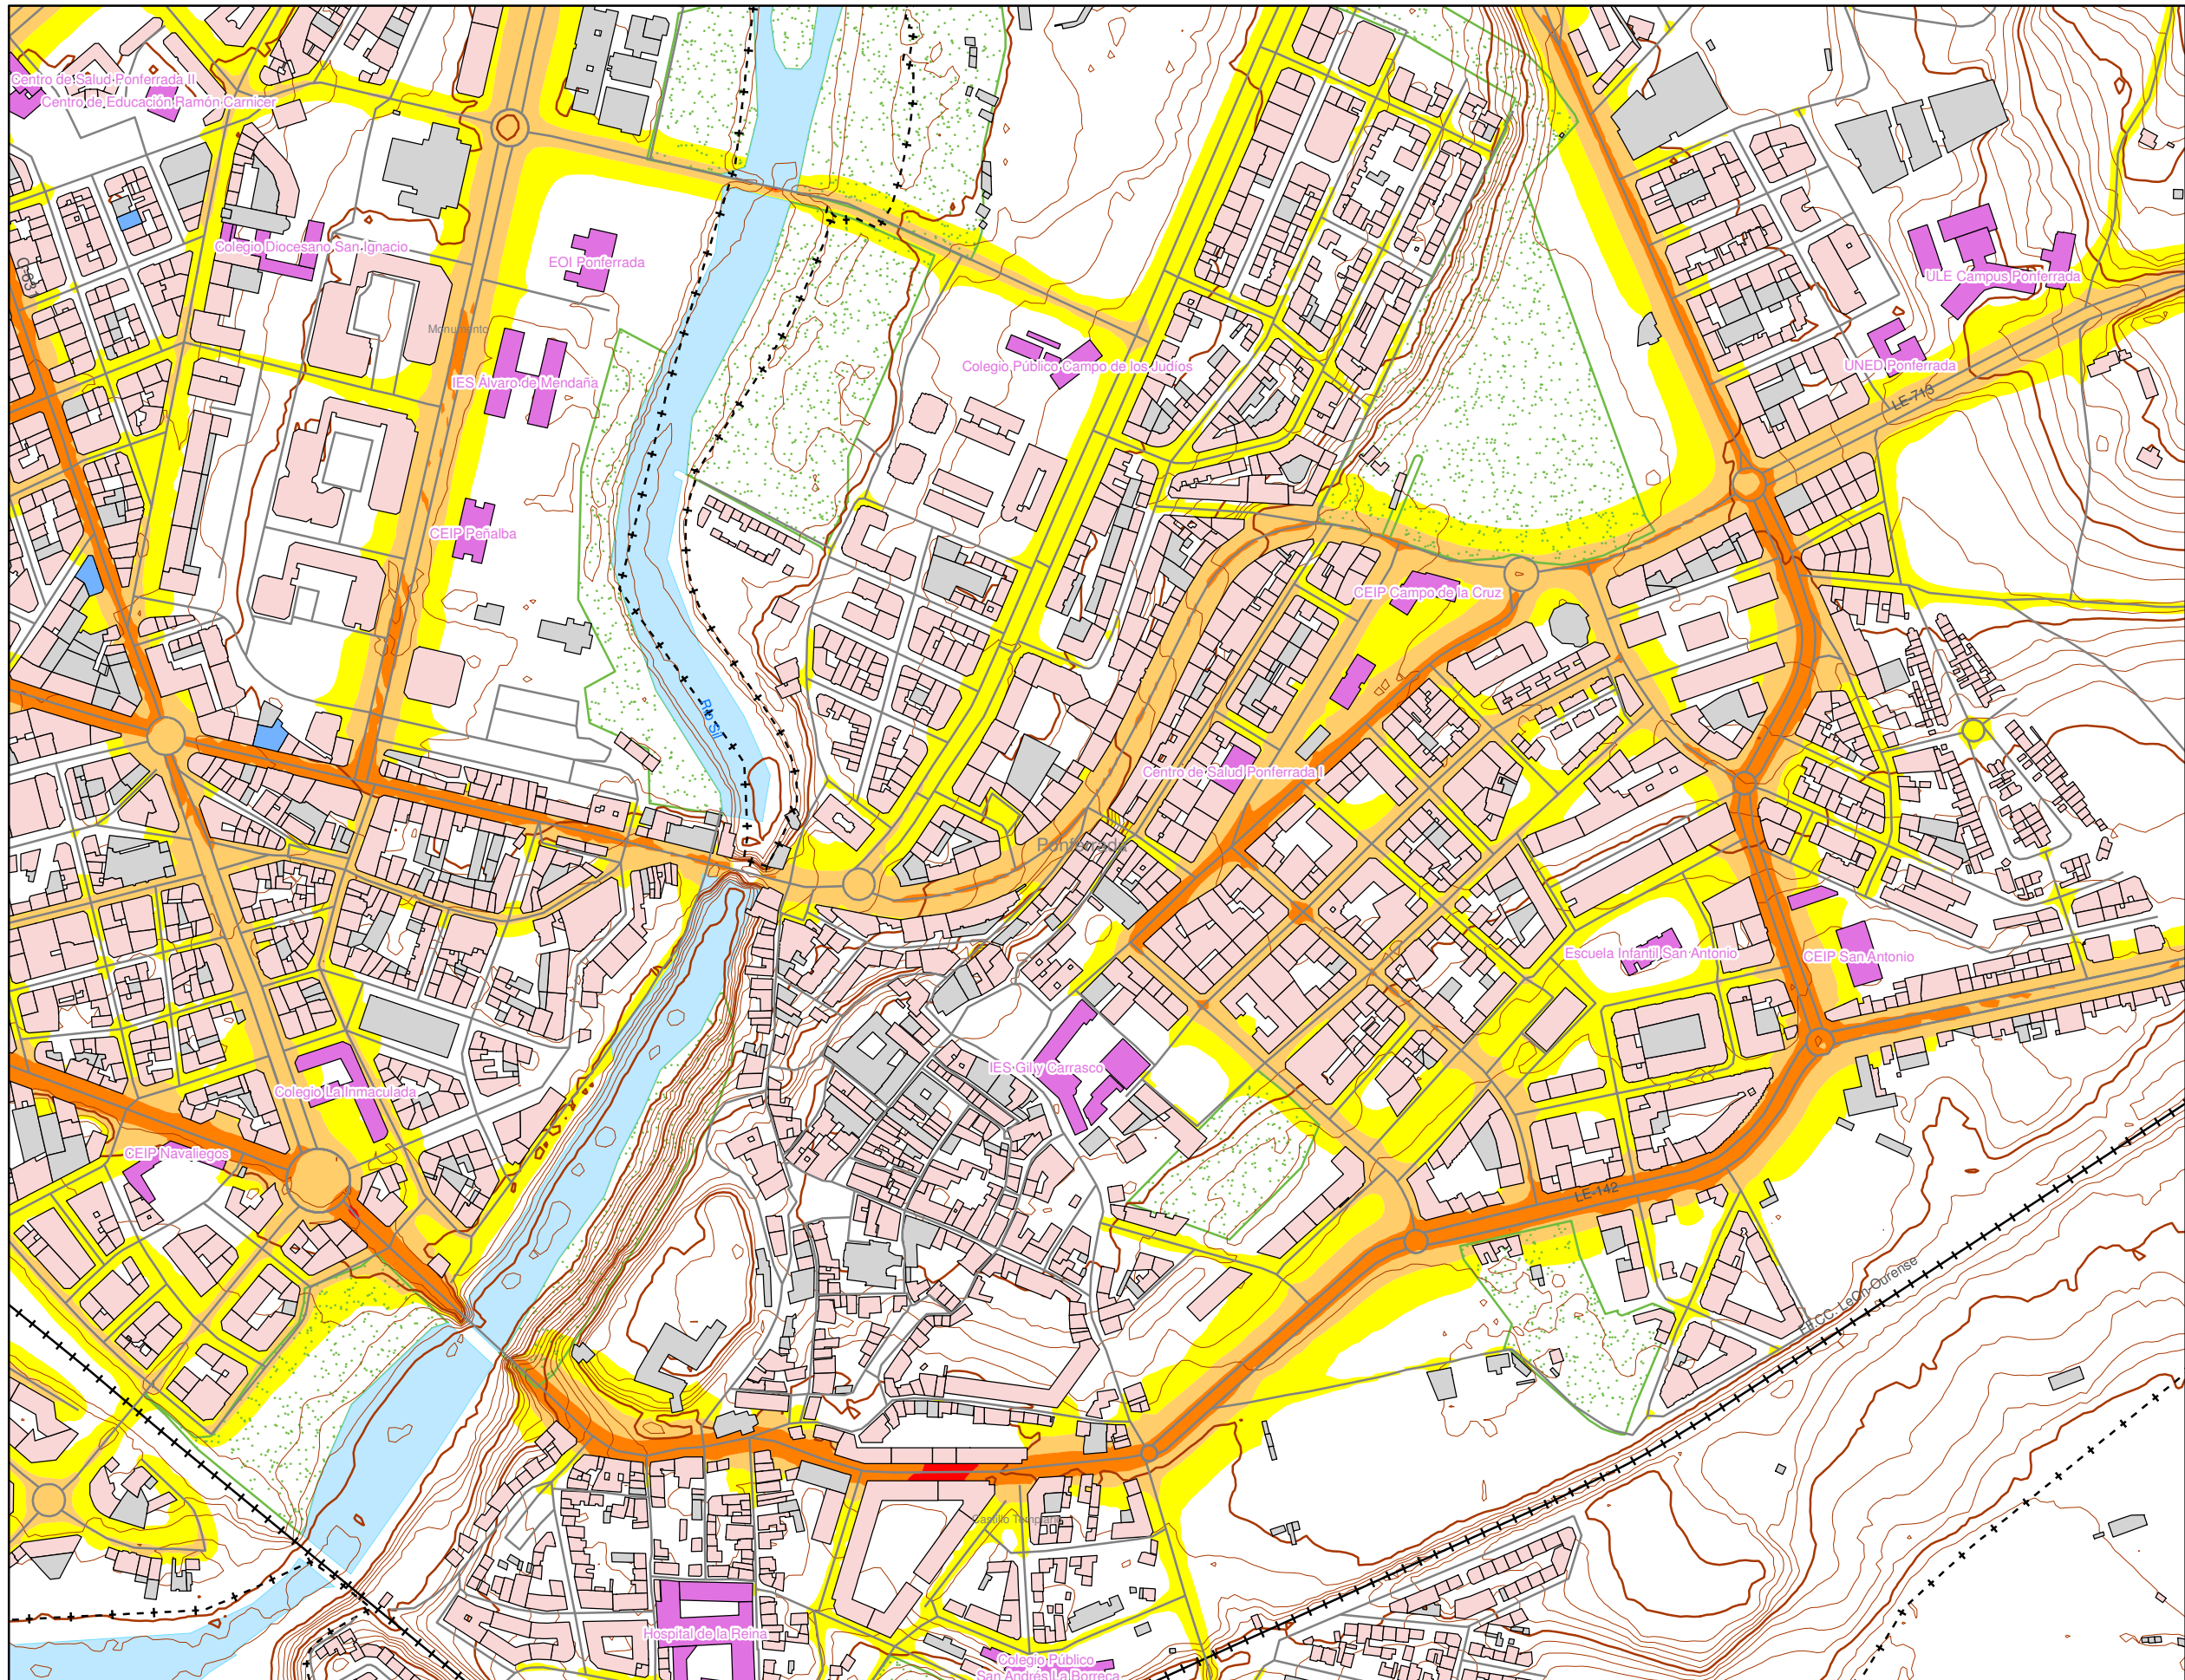 Centro de Salud Ponferrada II
Centro de Educación Ramón Carnicer
Colegio Diocesano San Ignacio
EOI Ponferrada
ULE Campus Ponferrada
Monumento
Colegio Público Campo de los Judíos
UNED Ponferrada
IES Álvaro de Mendaña
LE-713
CEIP Peñalba
CEIP Campo de la Cruz
Río Sil
Centro de Salud Ponferrada I
Ponferrada
Escuela Infantil San Antonio
CEIP San Antonio
IES Gil y Carrasco
Colegio La Inmaculada
CEIP Navaliegos
LE-142
FF.CC. León-Ourense
Castillo Templario
Hospital de la Reina
Colegio Público
San Andrés La Borreca